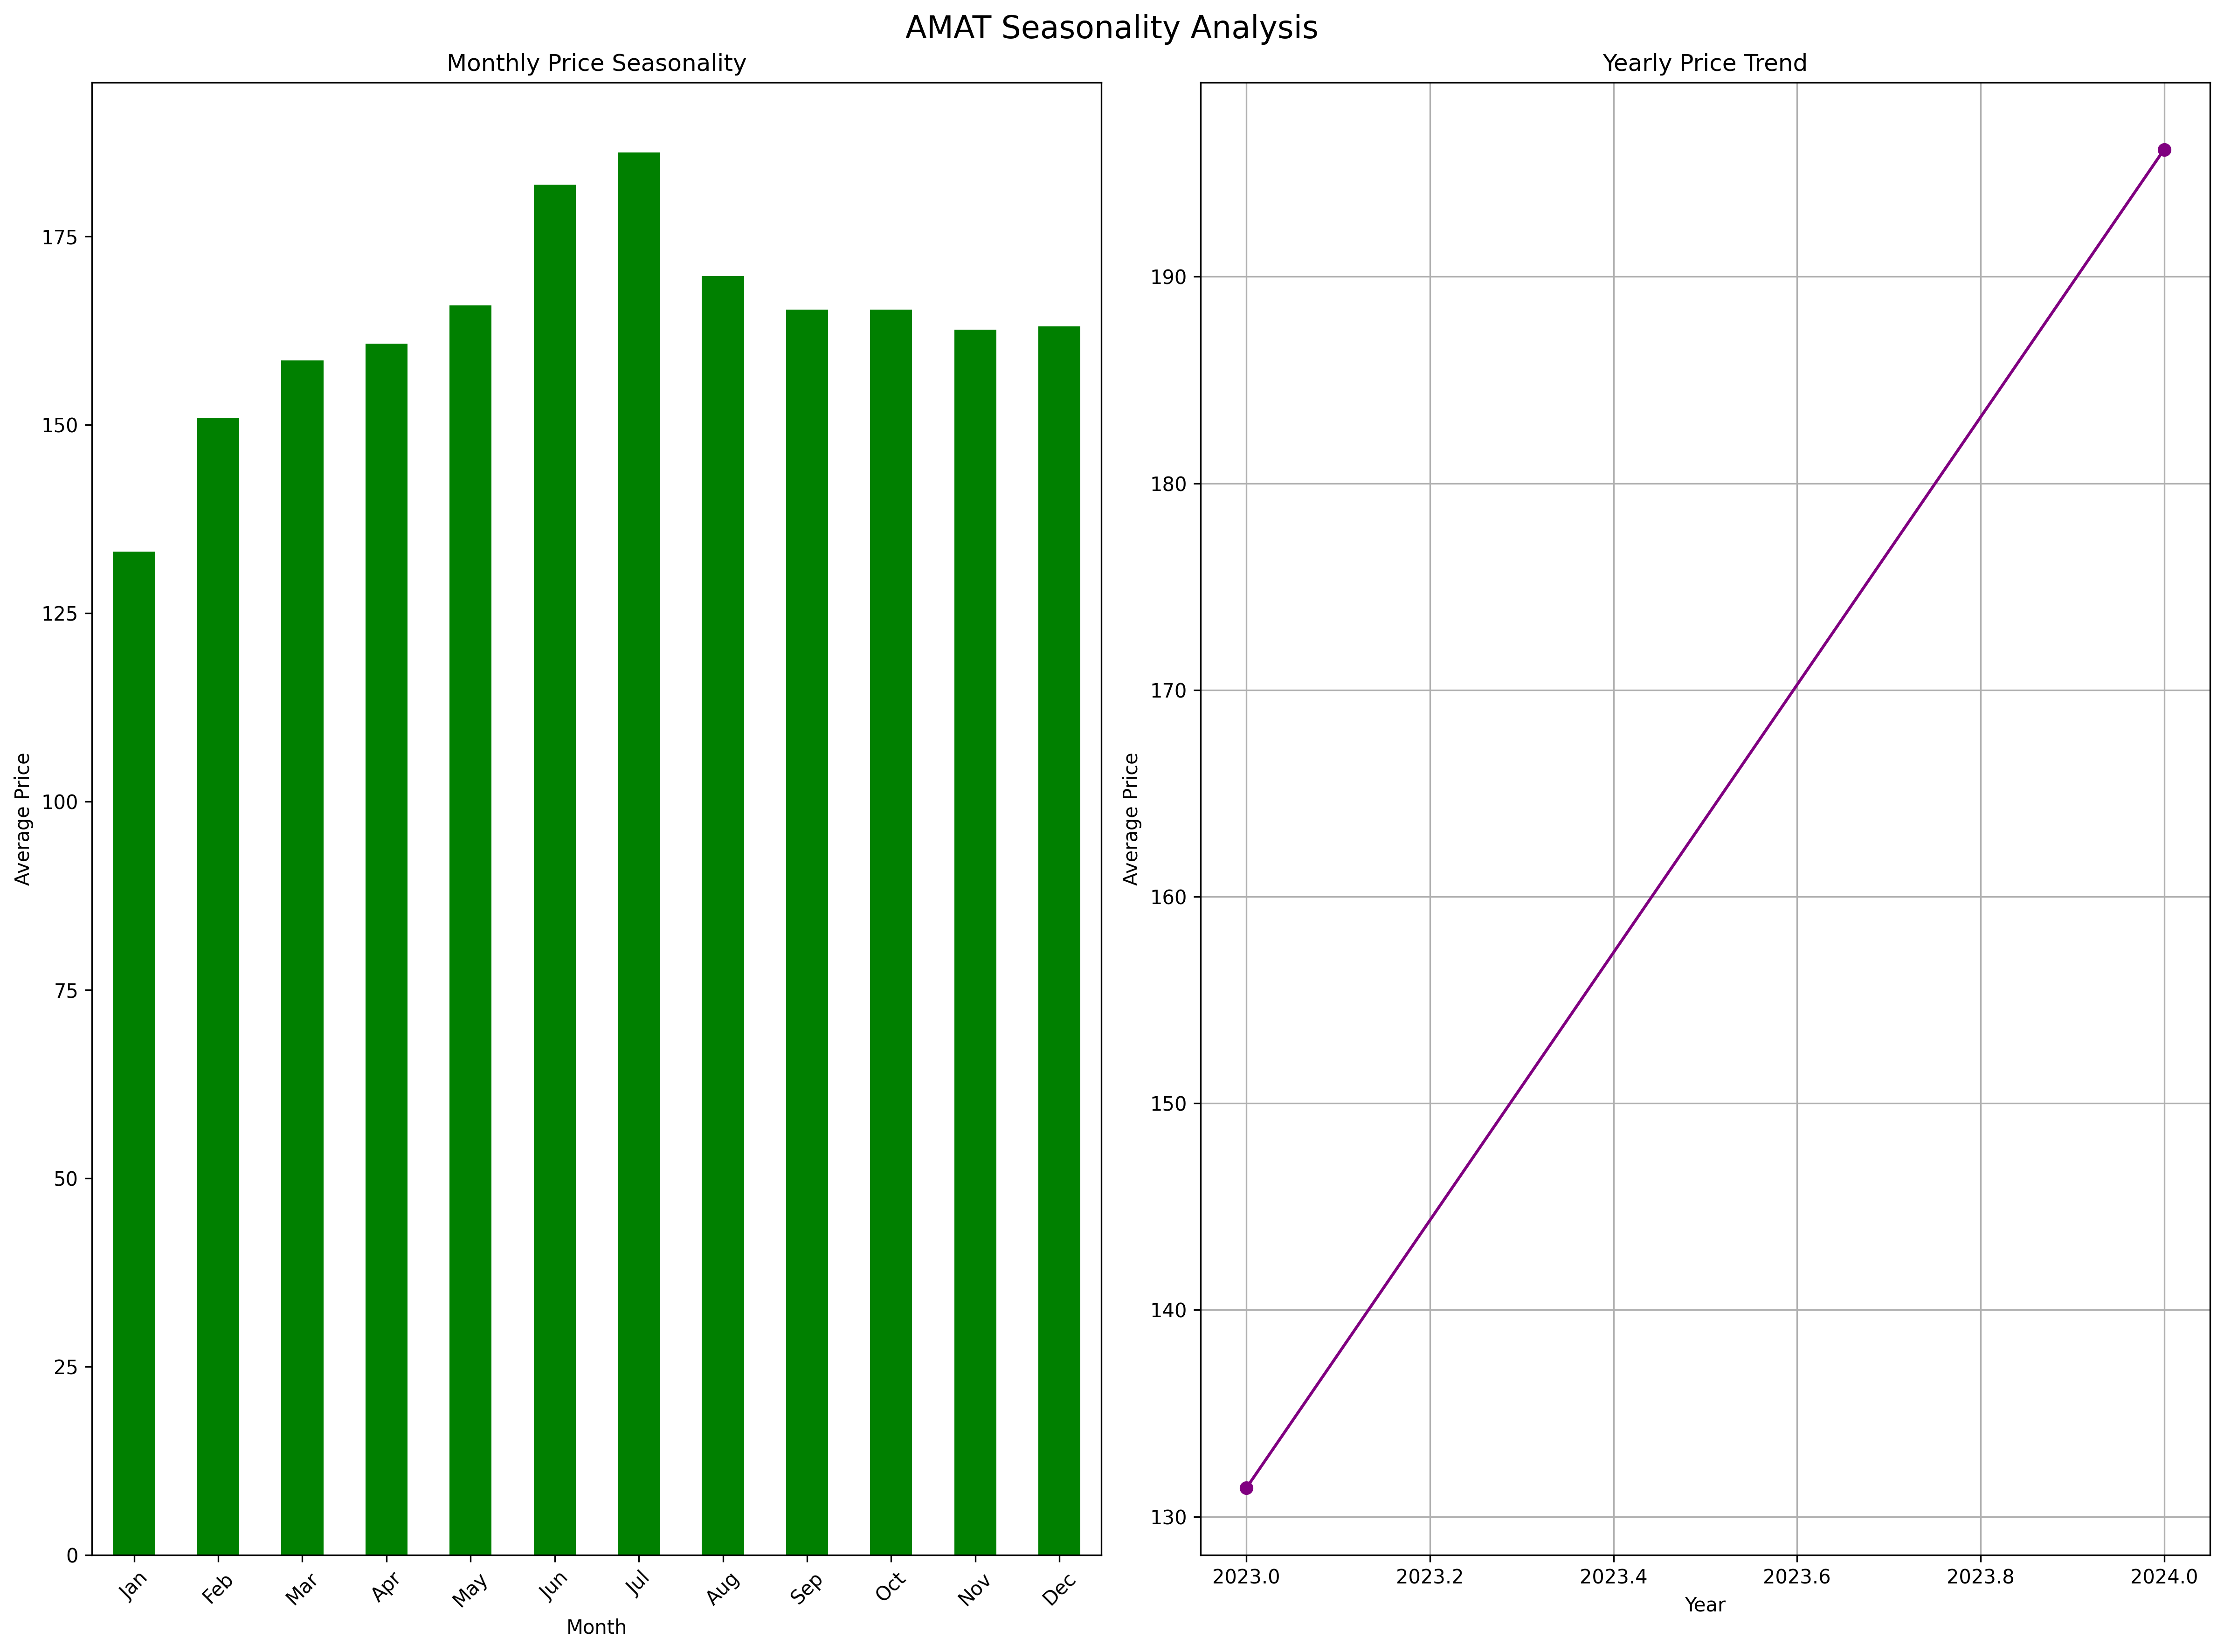 AMAT Seasonality Analysis
Monthly Price Seasonality
Average Price
175
150
125
100
75
50
25
0
Jan
Feb
Mar
Apr
May
Jun
Jul
Aug
Sep
Oct
Nov
Dec
Month
Yearly Price Trend
Average Price
190
180
170
160
150
140
130
2023.0
2023.2
2023.4
2023.6
2023.8
2024.0
Year